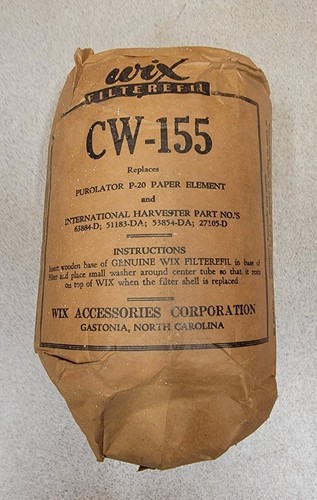 wix
FILTEREFIL
CW-155
Replaces
PUROLATOR P-20 PAPER ELEMENT
and
INTERNATIONAL HARVESTER PART NO.'S
63884-D; 51183-DA; 53854-DA; 27305-D
INSTRUCTIONS
Insert wooden base of GENUINE WIX FILTEREFIL in base of
filter and place small washer around center tube so that it rests
on top of WIX when the filter shell is replaced
WIX ACCESSORIES CORPORATION
GASTONIA, NORTH CAROLINA